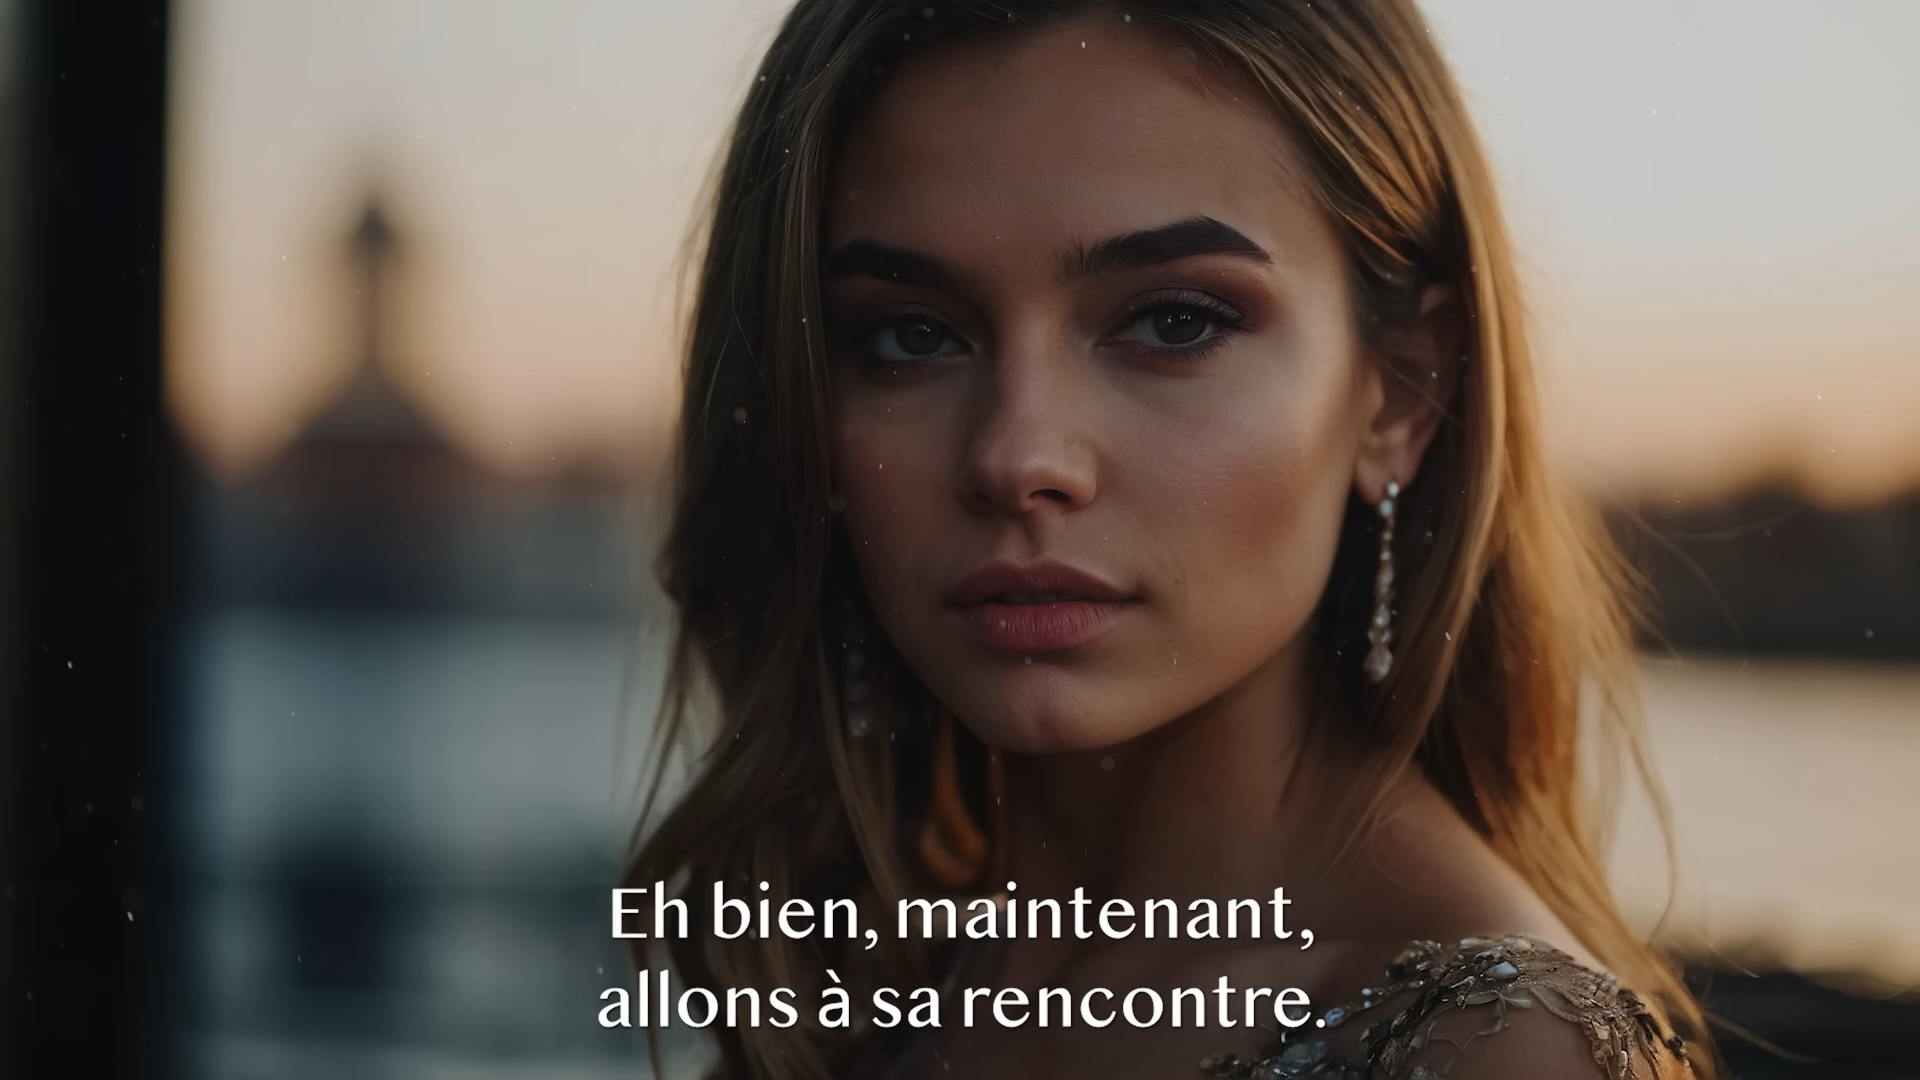 Eh bien, maintenant,
allons à sa rencontre.